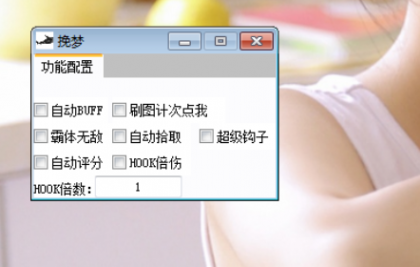 挽梦
功能配置
自动BUFF 刷图计次点我
霸体无敌 自动拾取 超级钩子
自动评分 HOOK倍伤
HOOK倍数: 1